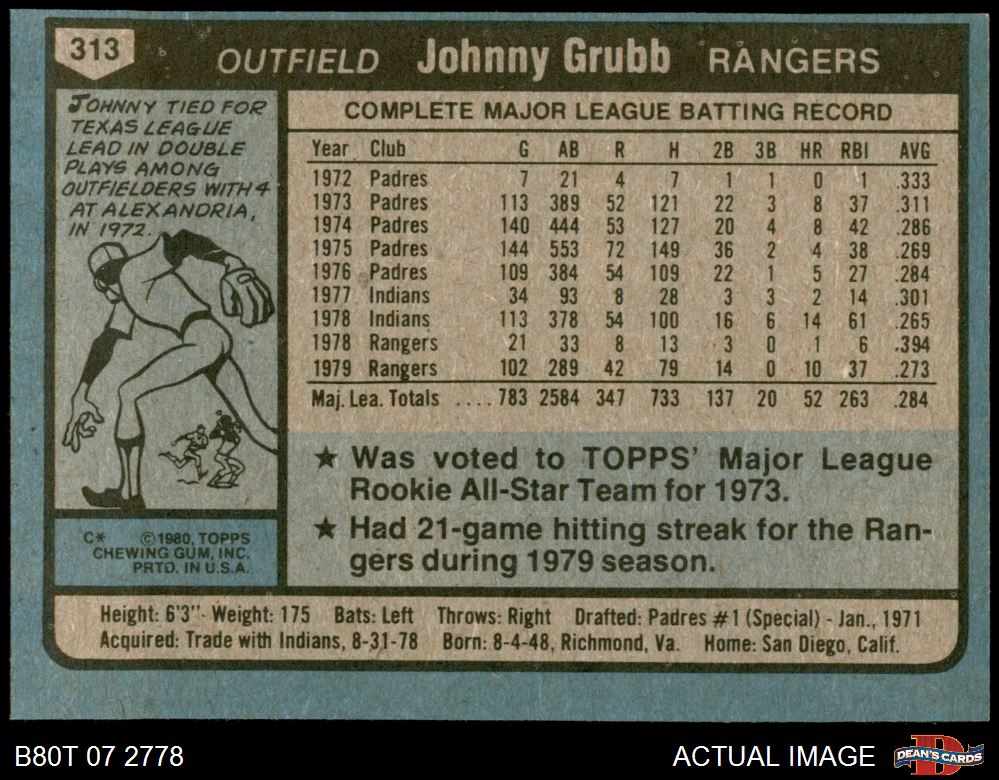 313
OUTFIELD Johnny Grubb RANGERS
JOHNNY TIED FOR
TEXAS LEAGUE
LEAD IN DOUBLE
PLAYS AMONG
OUTFIELDERS WITH 4
AT ALEXANDRIA,
IN 1972.
C* ©1980, TOPPS
CHEWING GUM, INC.
PRTD. IN U.S.A.
COMPLETE MAJOR LEAGUE BATTING RECORD
Year Club G AB R H 2B 3B HR RBI AVG
1972 Padres 7 21 4 7 1 1 0 1 .333
1973 Padres 113 389 52 121 22 3 8 37 .311
1974 Padres 140 444 53 127 20 4 8 42 .286
1975 Padres 144 553 72 149 36 2 4 38 .269
1976 Padres 109 384 54 109 22 1 5 27 .284
1977 Indians 34 93 8 28 3 3 2 14 .301
1978 Indians 113 378 54 100 16 6 14 61 .265
1978 Rangers 21 33 8 13 3 0 1 6 .394
1979 Rangers 102 289 42 79 14 0 10 37 .273
Maj. Lea. Totals .... 783 2584 347 733 137 20 52 263 .284
★ Was voted to TOPPS' Major League
Rookie All-Star Team for 1973.
★ Had 21-game hitting streak for the Ran-
gers during 1979 season.
Height: 6'3" Weight: 175 Bats: Left Throws: Right Drafted: Padres #1 (Special) - Jan., 1971
Acquired: Trade with Indians, 8-31-78 Born: 8-4-48, Richmond, Va. Home: San Diego, Calif.
B80T 07 2778
ACTUAL IMAGE
DEAN'S CARDS